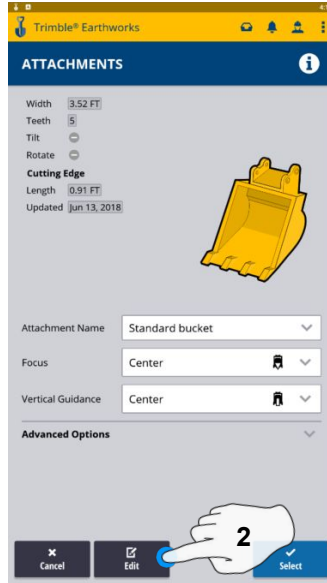 Trimble® Earthworks
ATTACHMENTS
Width 3.52 FT
Teeth 5
Tilt
Rotate
Cutting Edge
Length 0.91 FT
Updated Jun 13, 2018
Attachment Name Standard bucket
Focus Center
Vertical Guidance Center
Advanced Options
2
Cancel Edit Select